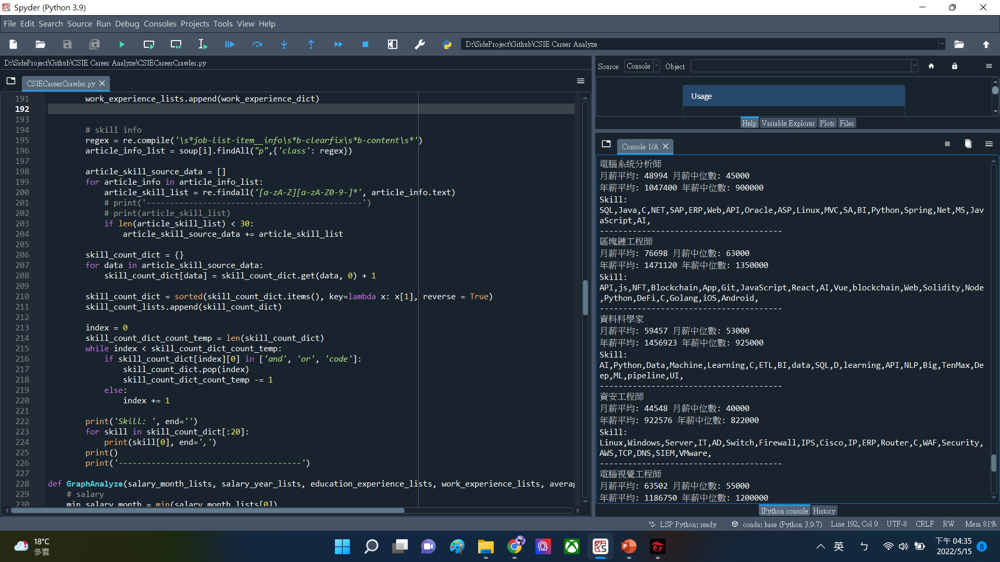 Spyder (Python 3.9)
File Edit Search Source Run Debug Consoles Projects Tools View Help
D:\SideProject\Github\CSIE Career Analyze
D:\SideProject\Github\CSIE Career Analyze\CSIECareerCrawler.py
CSIECareerCrawler.py
191 work_experience_lists.append(work_experience_dict)
192
193
194 # skill info
195 regex = re.compile('\s*job-list-item__info\s*b-clearfix\s*b-content\s*')
196 article_info_list = soup[i].findAll("p",{'class': regex})
197
198 article_skill_source_data = []
199 for article_info in article_info_list:
200 article_skill_list = re.findall('[a-zA-Z][a-zA-Z0-9-]*', article_info.text)
201 # print('----------------------------------------------')
202 # print(article_skill_list)
203 if len(article_skill_list) < 30:
204 article_skill_source_data += article_skill_list
205
206 skill_count_dict = {}
207 for data in article_skill_source_data:
208 skill_count_dict[data] = skill_count_dict.get(data, 0) + 1
209
210 skill_count_dict = sorted(skill_count_dict.items(), key=lambda x: x[1], reverse = True)
211 skill_count_lists.append(skill_count_dict)
212
213 index = 0
214 skill_count_dict_count_temp = len(skill_count_dict)
215 while index < skill_count_dict_count_temp:
216 if skill_count_dict[index][0] in ['and', 'or', 'code']:
217 skill_count_dict.pop(index)
218 skill_count_dict_count_temp -= 1
219 else:
220 index += 1
221
222 print('Skill: ', end='')
223 for skill in skill_count_dict[:20]:
224 print(skill[0], end=',')
225 print()
226 print('---------------------------------------')
227
228 def GraphAnalyze(salary_month_lists, salary_year_lists, education_experience_lists, work_experience_lists, averag
229 # salary
230 min_salary_month = min(salary_month_lists[0])
Source Console Object
Usage
Help Variable Explorer Plots Files
Console 1/A
電腦系統分析師
月薪平均: 48994 月薪中位數: 45000
年薪平均: 1047400 年薪中位數: 900000
Skill:
SQL,Java,C,NET,SAP,ERP,Web,API,Oracle,ASP,Linux,MVC,SA,BI,Python,Spring,Net,MS,Jav
aScript,AI,
---------------------------------------
區塊鏈工程師
月薪平均: 76698 月薪中位數: 63000
年薪平均: 1471120 年薪中位數: 1350000
Skill:
API,js,NFT,Blockchain,App,Git,JavaScript,React,AI,Vue,blockchain,Web,Solidity,Node
,Python,DeFi,C,Golang,iOS,Android,
---------------------------------------
資料科學家
月薪平均: 59457 月薪中位數: 53000
年薪平均: 1456923 年薪中位數: 925000
Skill:
AI,Python,Data,Machine,Learning,C,ETL,BI,data,SQL,D,learning,API,NLP,Big,TenMax,De
ep,ML,pipeline,UI,
---------------------------------------
資安工程師
月薪平均: 44548 月薪中位數: 40000
年薪平均: 922576 年薪中位數: 822000
Skill:
Linux,Windows,Server,IT,AD,Switch,Firewall,IPS,Cisco,IP,ERP,Router,C,WAF,Security,
AWS,TCP,DNS,SIEM,VMware,
---------------------------------------
電腦視覺工程師
月薪平均: 63502 月薪中位數: 55000
年薪平均: 1186750 年薪中位數: 1200000
IPython console History
LSP Python: ready conda: base (Python 3.9.7) Line 192, Col 9 UTF-8 CRLF RW Mem 81%
18°C
多雲
英 ㄅ
下午 04:35
2022/5/15 8